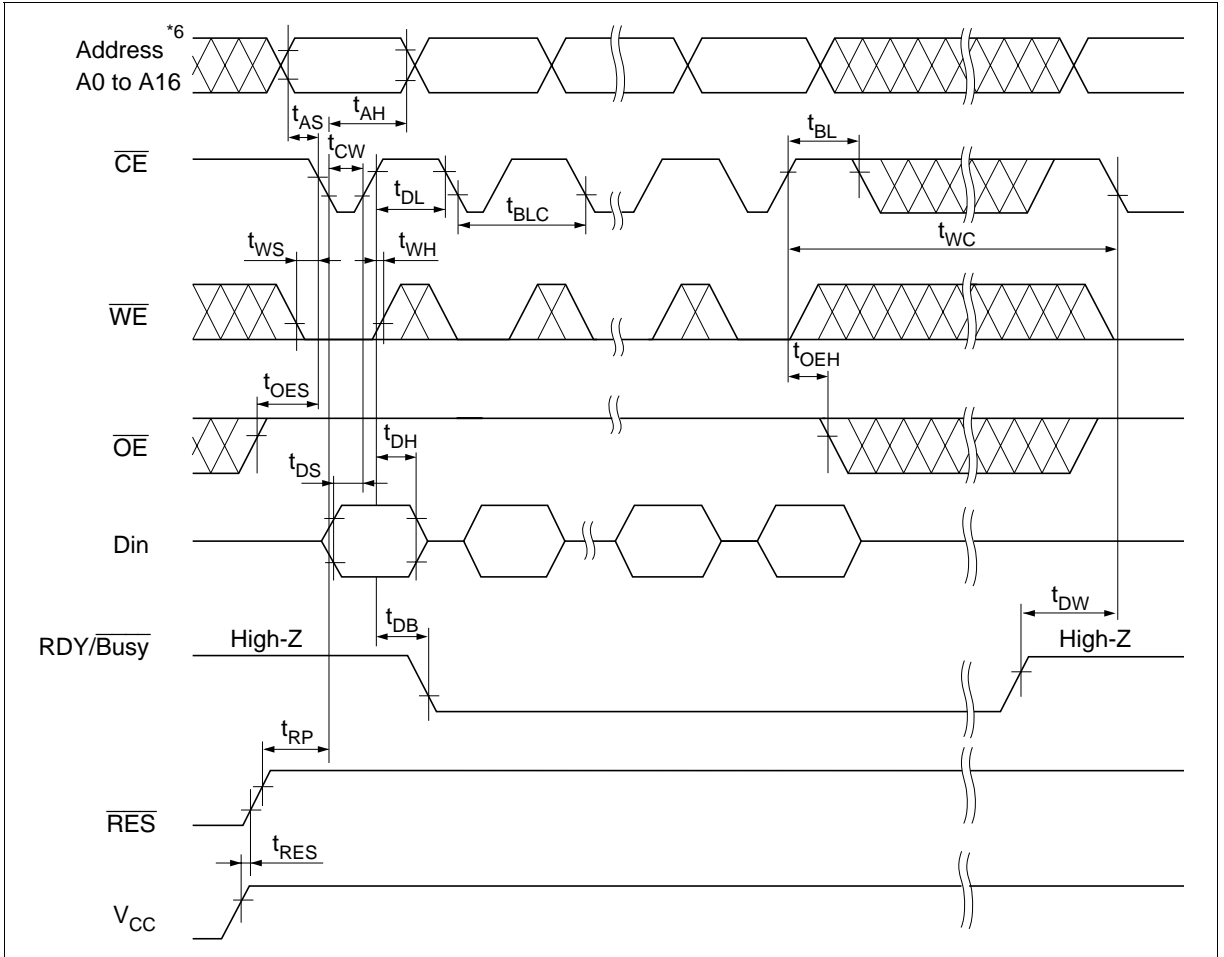 Address *6
A0 to A16
tAS
tAH
tCW
tBL
CE
tDL
tBLC
tWC
tWS
tWH
WE
tOES
tOEH
OE
tDH
tDS
Din
tDB
tDW
RDY/Busy
High-Z
High-Z
tRP
RES
tRES
VCC